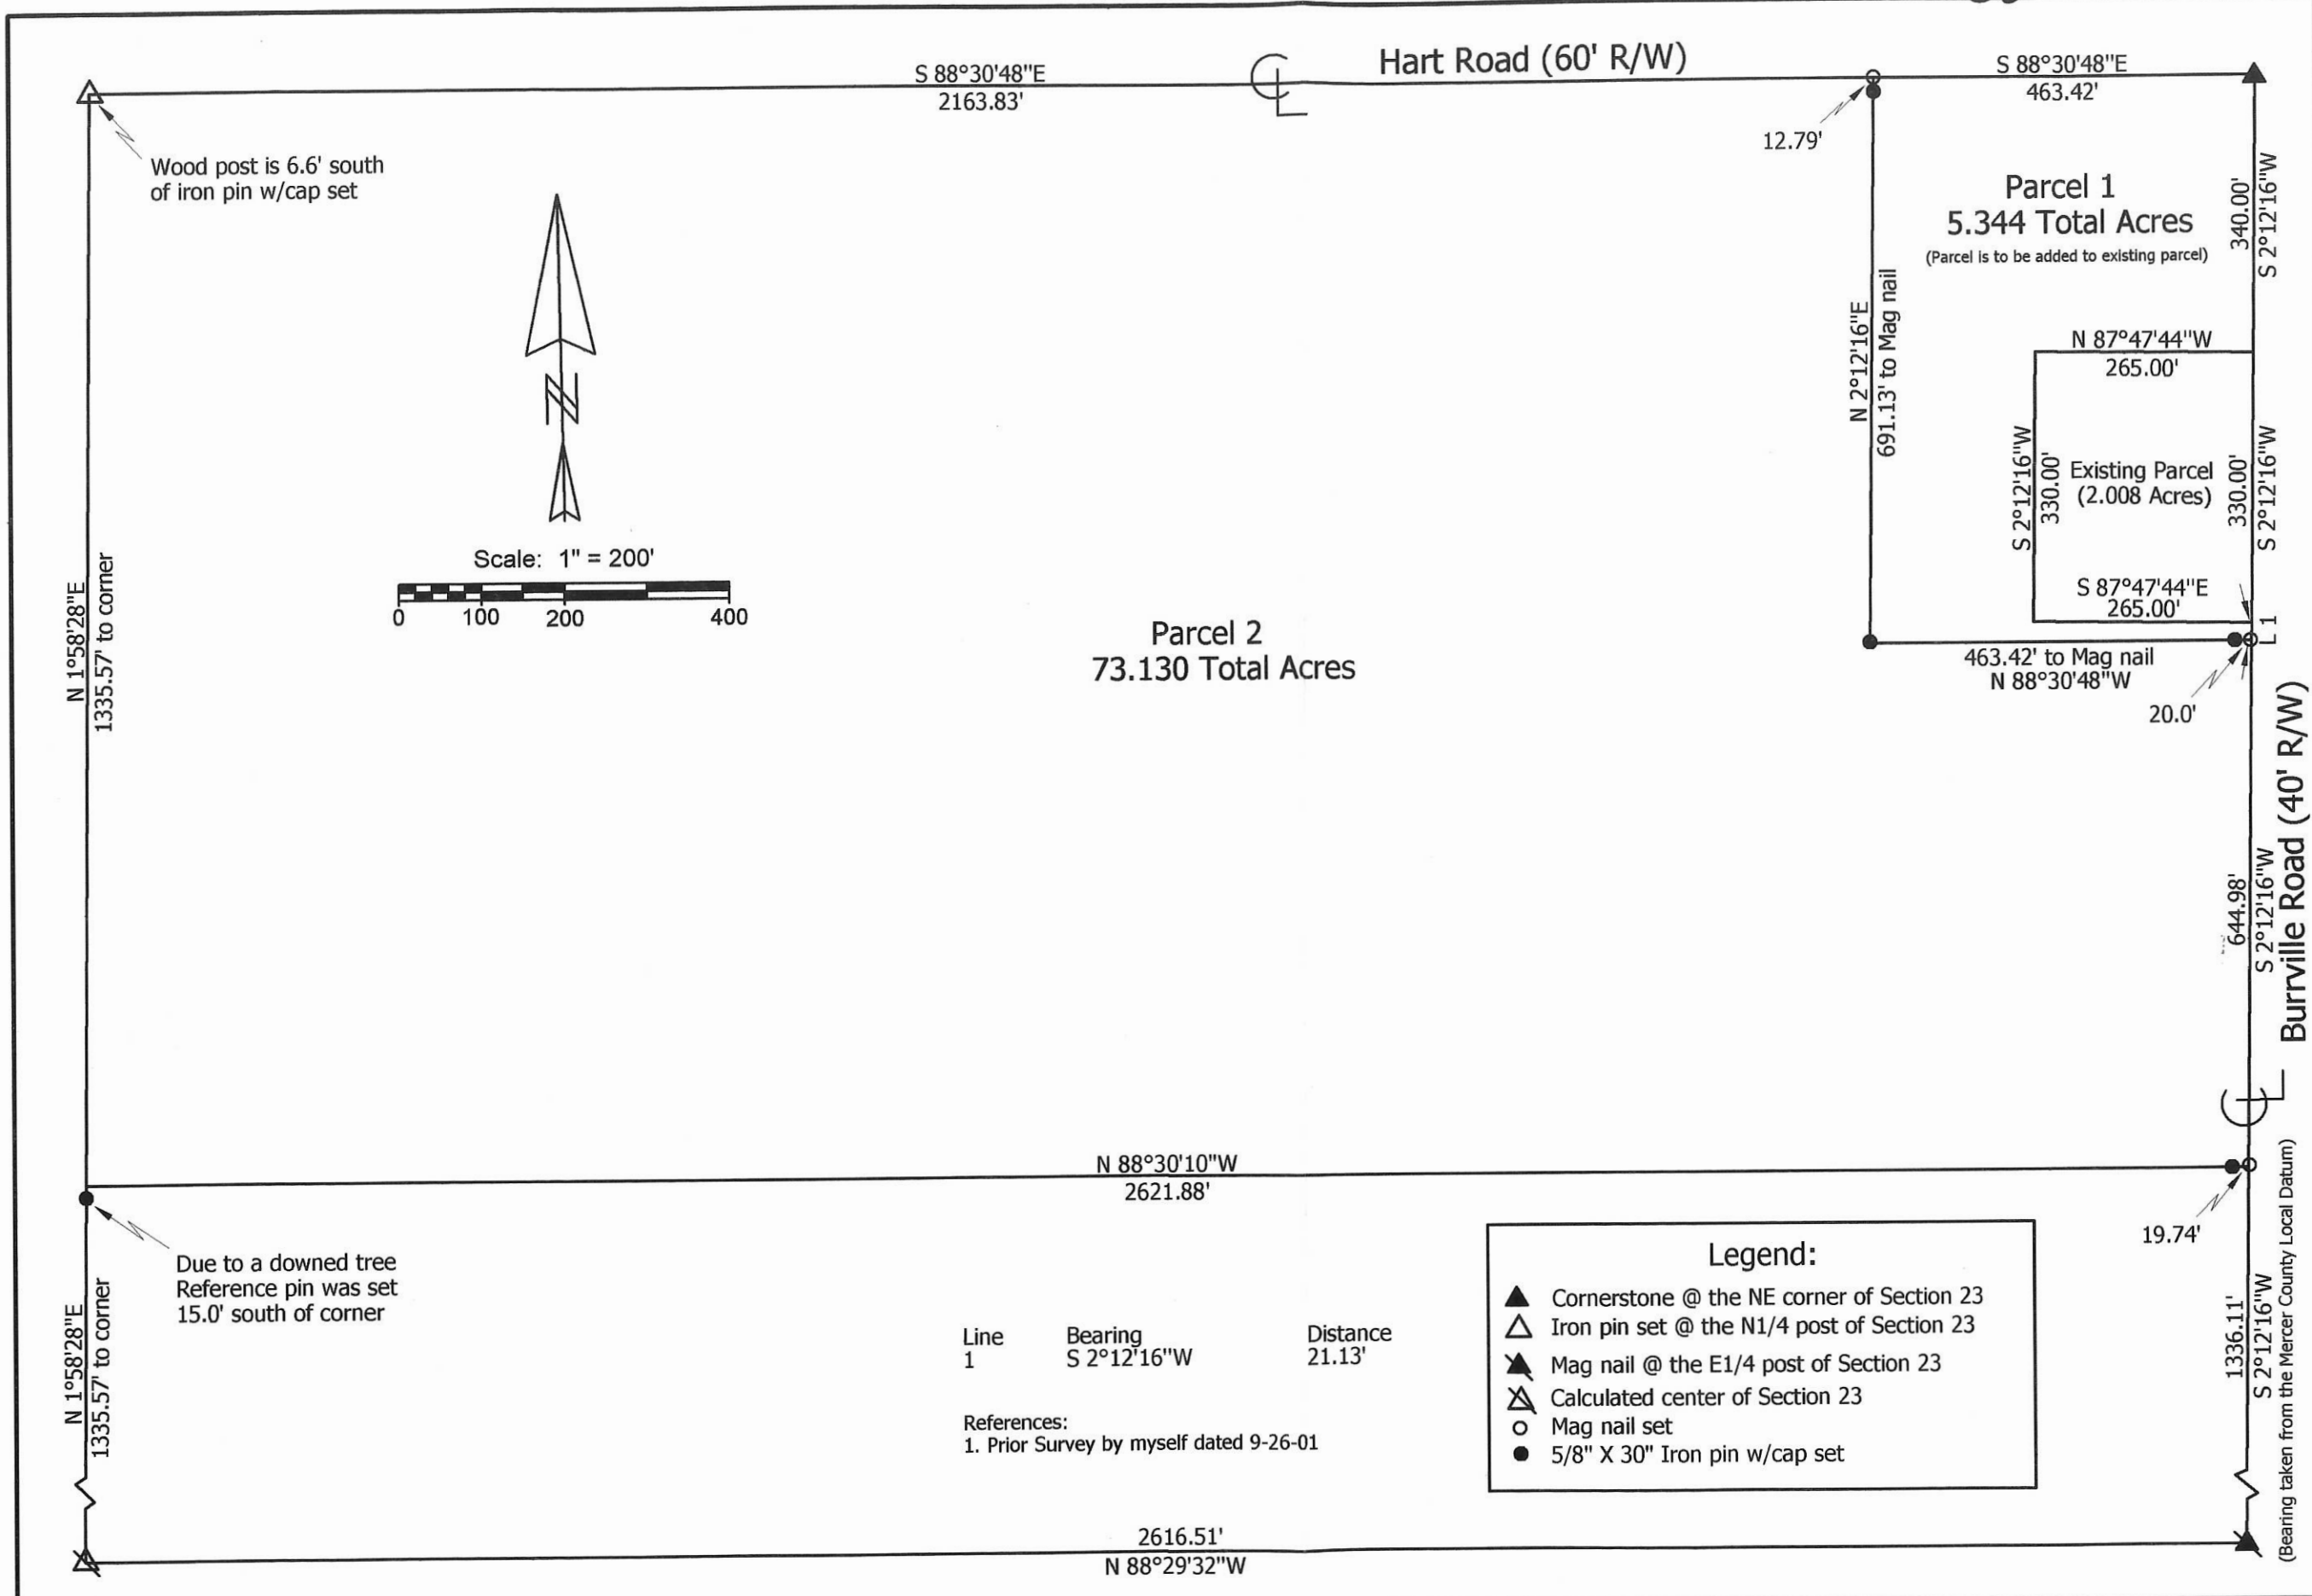 Hart Road (60' R/W)
S 88°30'48"E
2163.83'
S 88°30'48"E
463.42'
12.79'
Wood post is 6.6' south
of iron pin w/cap set
Parcel 1
5.344 Total Acres
(Parcel is to be added to existing parcel)
340.00'
S 2°12'16"W
N 2°12'16"E
691.13' to Mag nail
N 87°47'44"W
265.00'
S 2°12'16"W
330.00'
Existing Parcel
(2.008 Acres)
330.00'
S 2°12'16"W
S 87°47'44"E
265.00'
L 1
463.42' to Mag nail
N 88°30'48"W
20.0'
N
Scale: 1" = 200'
0 100 200 400
N 1°58'28"E
1335.57' to corner
Parcel 2
73.130 Total Acres
644.98'
S 2°12'16"W
Burrville Road (40' R/W)
N 88°30'10"W
2621.88'
19.74'
Due to a downed tree
Reference pin was set
15.0' south of corner
N 1°58'28"E
1335.57' to corner
Line Bearing Distance
1 S 2°12'16"W 21.13'
References:
1. Prior Survey by myself dated 9-26-01
Legend:
Cornerstone @ the NE corner of Section 23
Iron pin set @ the N1/4 post of Section 23
Mag nail @ the E1/4 post of Section 23
Calculated center of Section 23
Mag nail set
5/8" X 30" Iron pin w/cap set
1336.11'
S 2°12'16"W
(Bearing taken from the Mercer County Local Datum)
2616.51'
N 88°29'32"W